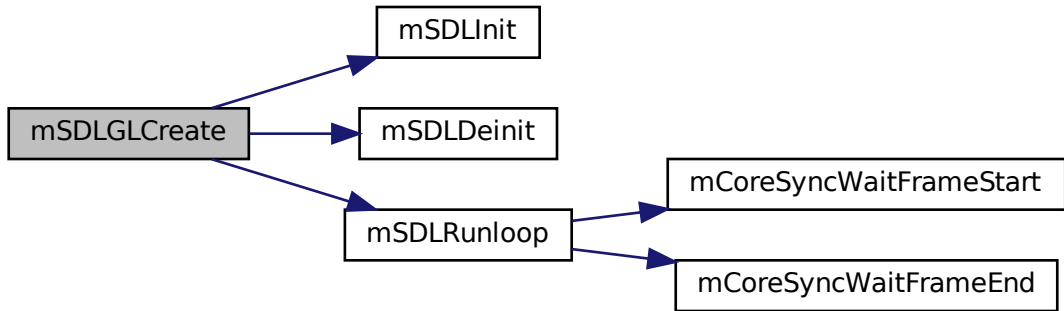 mSDLInit
mSDLGLCreate
mSDLDeinit
mSDLRunloop
mCoreSyncWaitFrameStart
mCoreSyncWaitFrameEnd